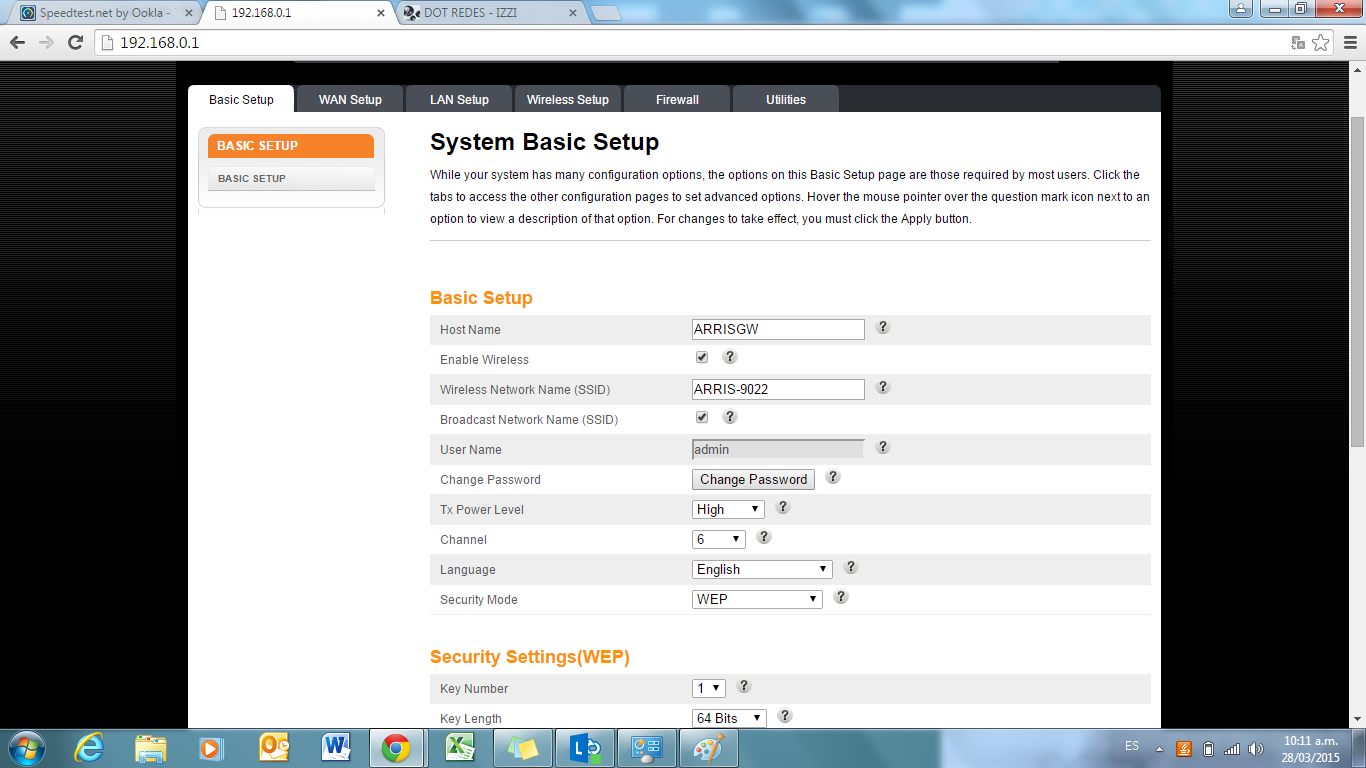 Speedtest.net by Ookla -
192.168.0.1
DOT REDES - IZZI
192.168.0.1
Basic Setup
WAN Setup
LAN Setup
Wireless Setup
Firewall
Utilities
BASIC SETUP
BASIC SETUP
System Basic Setup
While your system has many configuration options, the options on this Basic Setup page are those required by most users. Click the
tabs to access the other configuration pages to set advanced options. Hover the mouse pointer over the question mark icon next to an
option to view a description of that option. For changes to take effect, you must click the Apply button.
Basic Setup
Host Name ARRISGW ?
Enable Wireless ?
Wireless Network Name (SSID) ARRIS-9022 ?
Broadcast Network Name (SSID) ?
User Name admin ?
Change Password Change Password ?
Tx Power Level High ?
Channel 6 ?
Language English ?
Security Mode WEP ?
Security Settings(WEP)
Key Number 1 ?
Key Length 64 Bits ?
ES
10:11 a.m.
28/03/2015